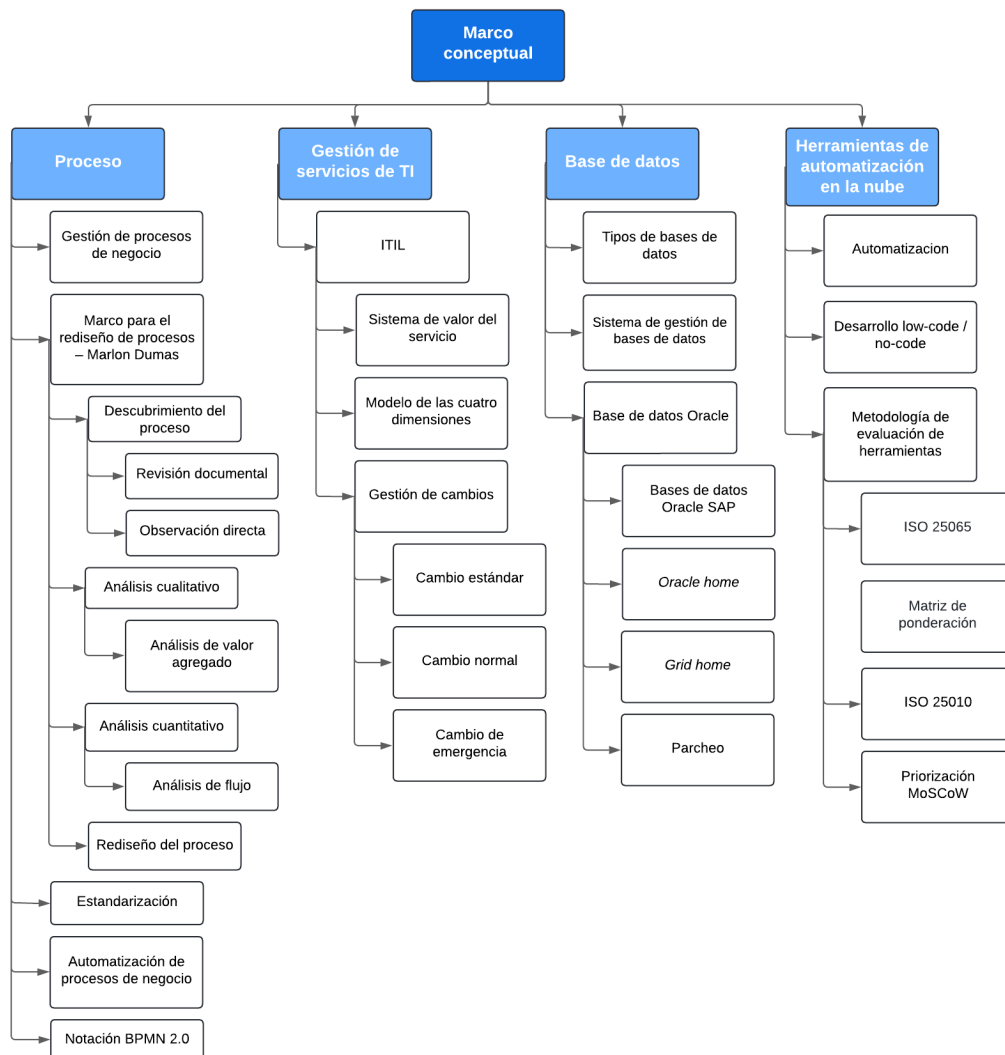 Marco
conceptual
Proceso
Gestión de procesos
de negocio
Marco para el
rediseño de procesos
– Marlon Dumas
Descubrimiento del
proceso
Revisión documental
Observación directa
Análisis cualitativo
Análisis de valor
agregado
Análisis cuantitativo
Análisis de flujo
Rediseño del proceso
Estandarización
Automatización de
procesos de negocio
Notación BPMN 2.0
Gestión de
servicios de TI
ITIL
Sistema de valor del
servicio
Modelo de las cuatro
dimensiones
Gestión de cambios
Cambio estándar
Cambio normal
Cambio de
emergencia
Base de datos
Tipos de bases de
datos
Sistema de gestión de
bases de datos
Base de datos Oracle
Bases de datos
Oracle SAP
Oracle home
Grid home
Parcheo
Herramientas de
automatización
en la nube
Automatizacion
Desarrollo low-code /
no-code
Metodología de
evaluación de
herramientas
ISO 25065
Matriz de
ponderación
ISO 25010
Priorización
MoSCoW